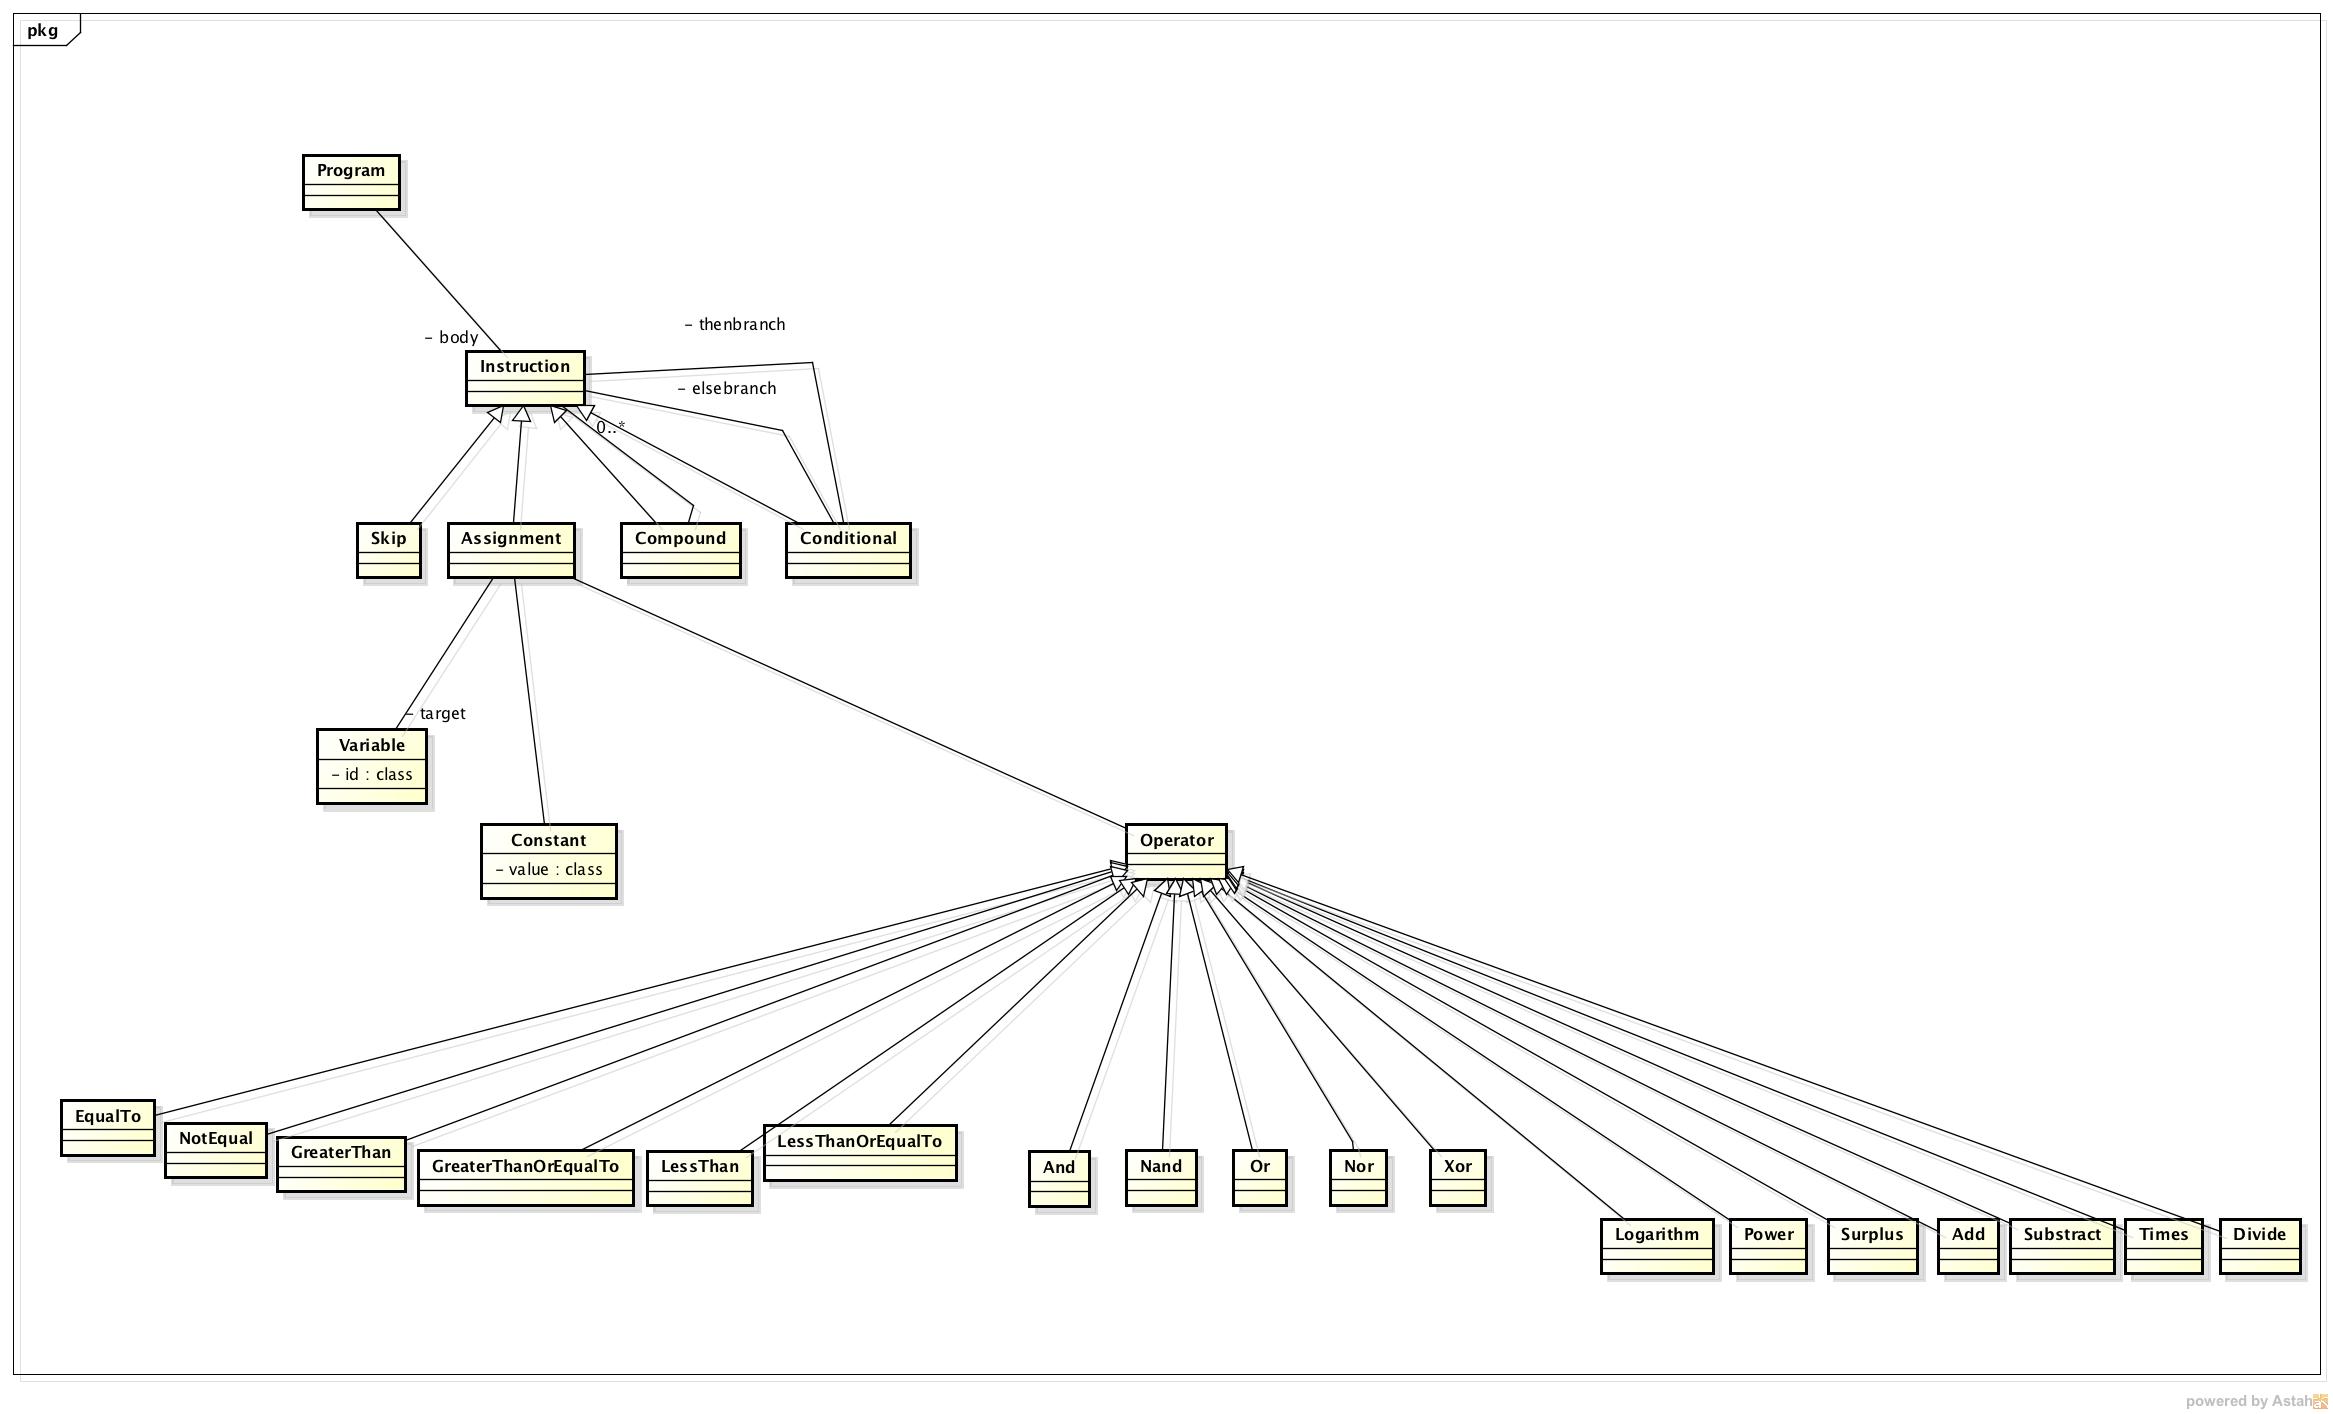 pkg
Program
- body
- thenbranch
Instruction
- elsebranch
0..*
Skip
Assignment
Compound
Conditional
- target
Variable
- id : class
Constant
- value : class
Operator
EqualTo
NotEqual
GreaterThan
GreaterThanOrEqualTo
LessThan
LessThanOrEqualTo
And
Nand
Or
Nor
Xor
Logarithm
Power
Surplus
Add
Substract
Times
Divide
powered by Astah